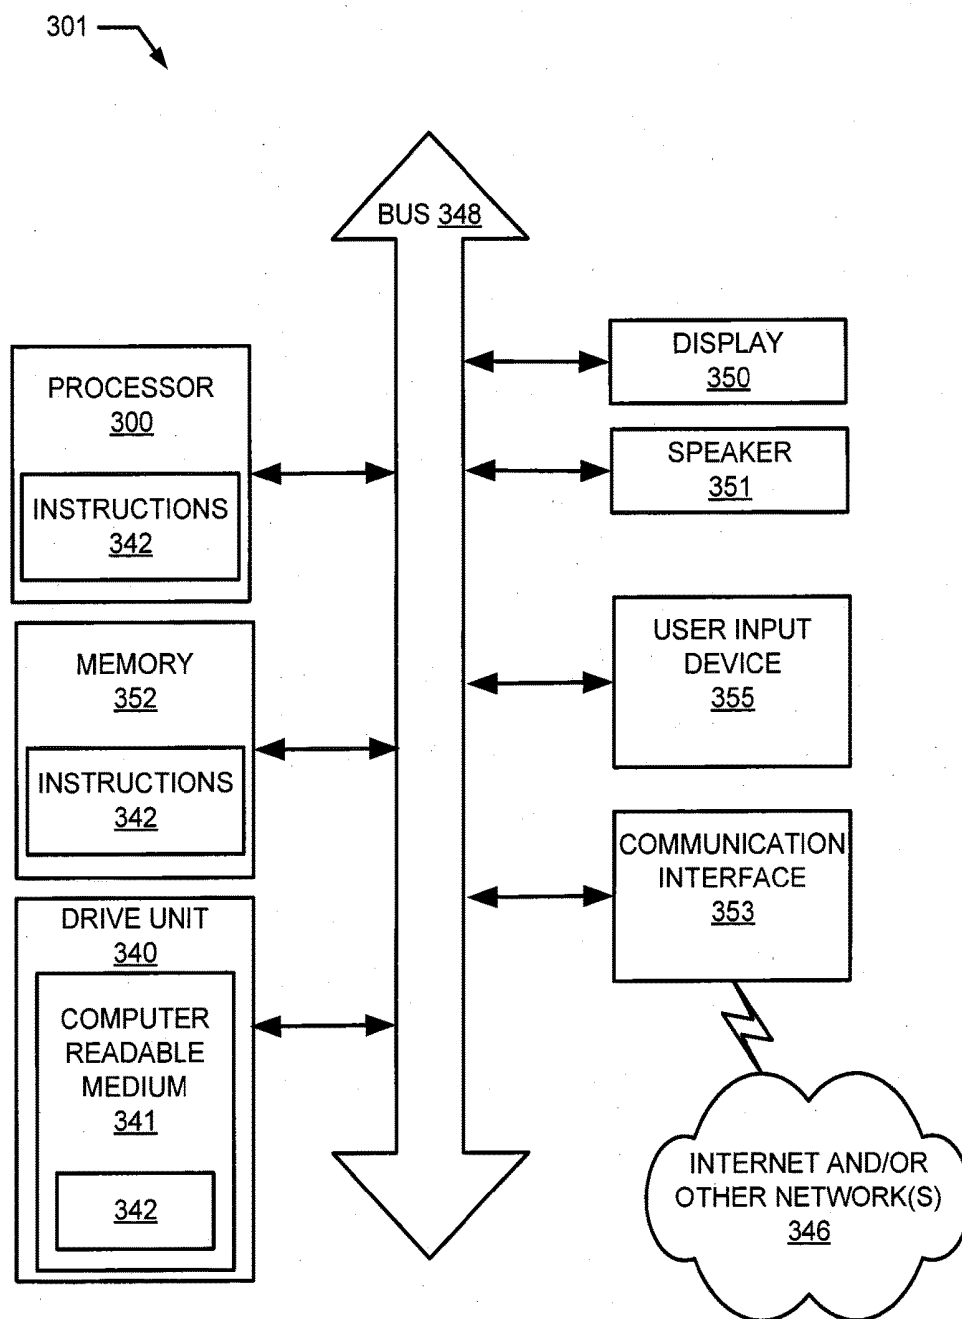 301
BUS 348
PROCESSOR
300
INSTRUCTIONS
342
MEMORY
352
INSTRUCTIONS
342
DRIVE UNIT
340
COMPUTER
READABLE
MEDIUM
341
342
DISPLAY
350
SPEAKER
351
USER INPUT
DEVICE
355
COMMUNICATION
INTERFACE
353
INTERNET AND/OR
OTHER NETWORK(S)
346